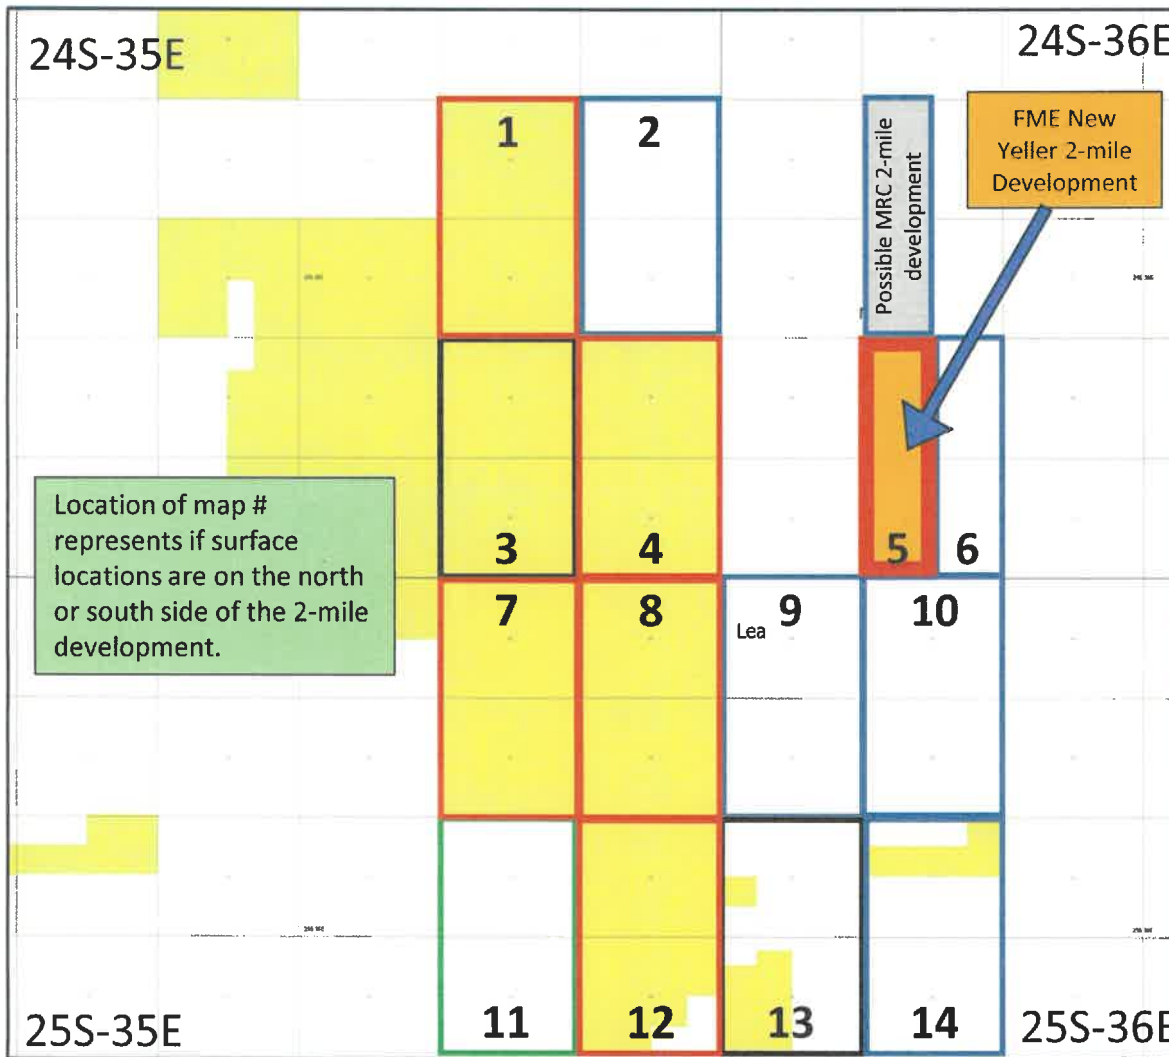 24S-35E
24S-36E
1
2
Possible MRC 2-mile
development
FME New
Yeller 2-mile
Development
Location of map #
represents if surface
locations are on the north
or south side of the 2-mile
development.
3
4
5
6
7
8
Lea
9
10
11
12
13
14
25S-35E
25S-36E